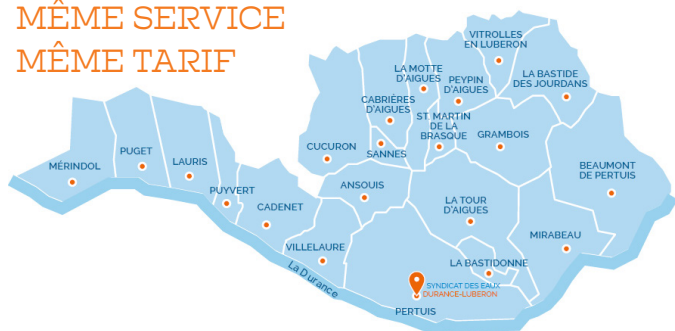 MÊME SERVICE
MÊME TARIF
VITROLLES
EN LUBERON
LA MOTTE
D'AIGUES
PEYPIN
D'AIGUES
LA BASTIDE
DES JOURDANS
CABRIÈRES
D'AIGUES
ST. MARTIN
DE LA
BRASQUE
GRAMBOIS
CUCURON
SANNES
PUGET
MÉRINDOL
LAURIS
BEAUMONT
DE PERTUIS
PUYVERT
CADENET
ANSOUIS
LA TOUR
D'AIGUES
MIRABEAU
VILLELAURE
LA BASTIDONNE
La Durance
SYNDICAT DES EAUX
DURANCE-LUBERON
PERTUIS